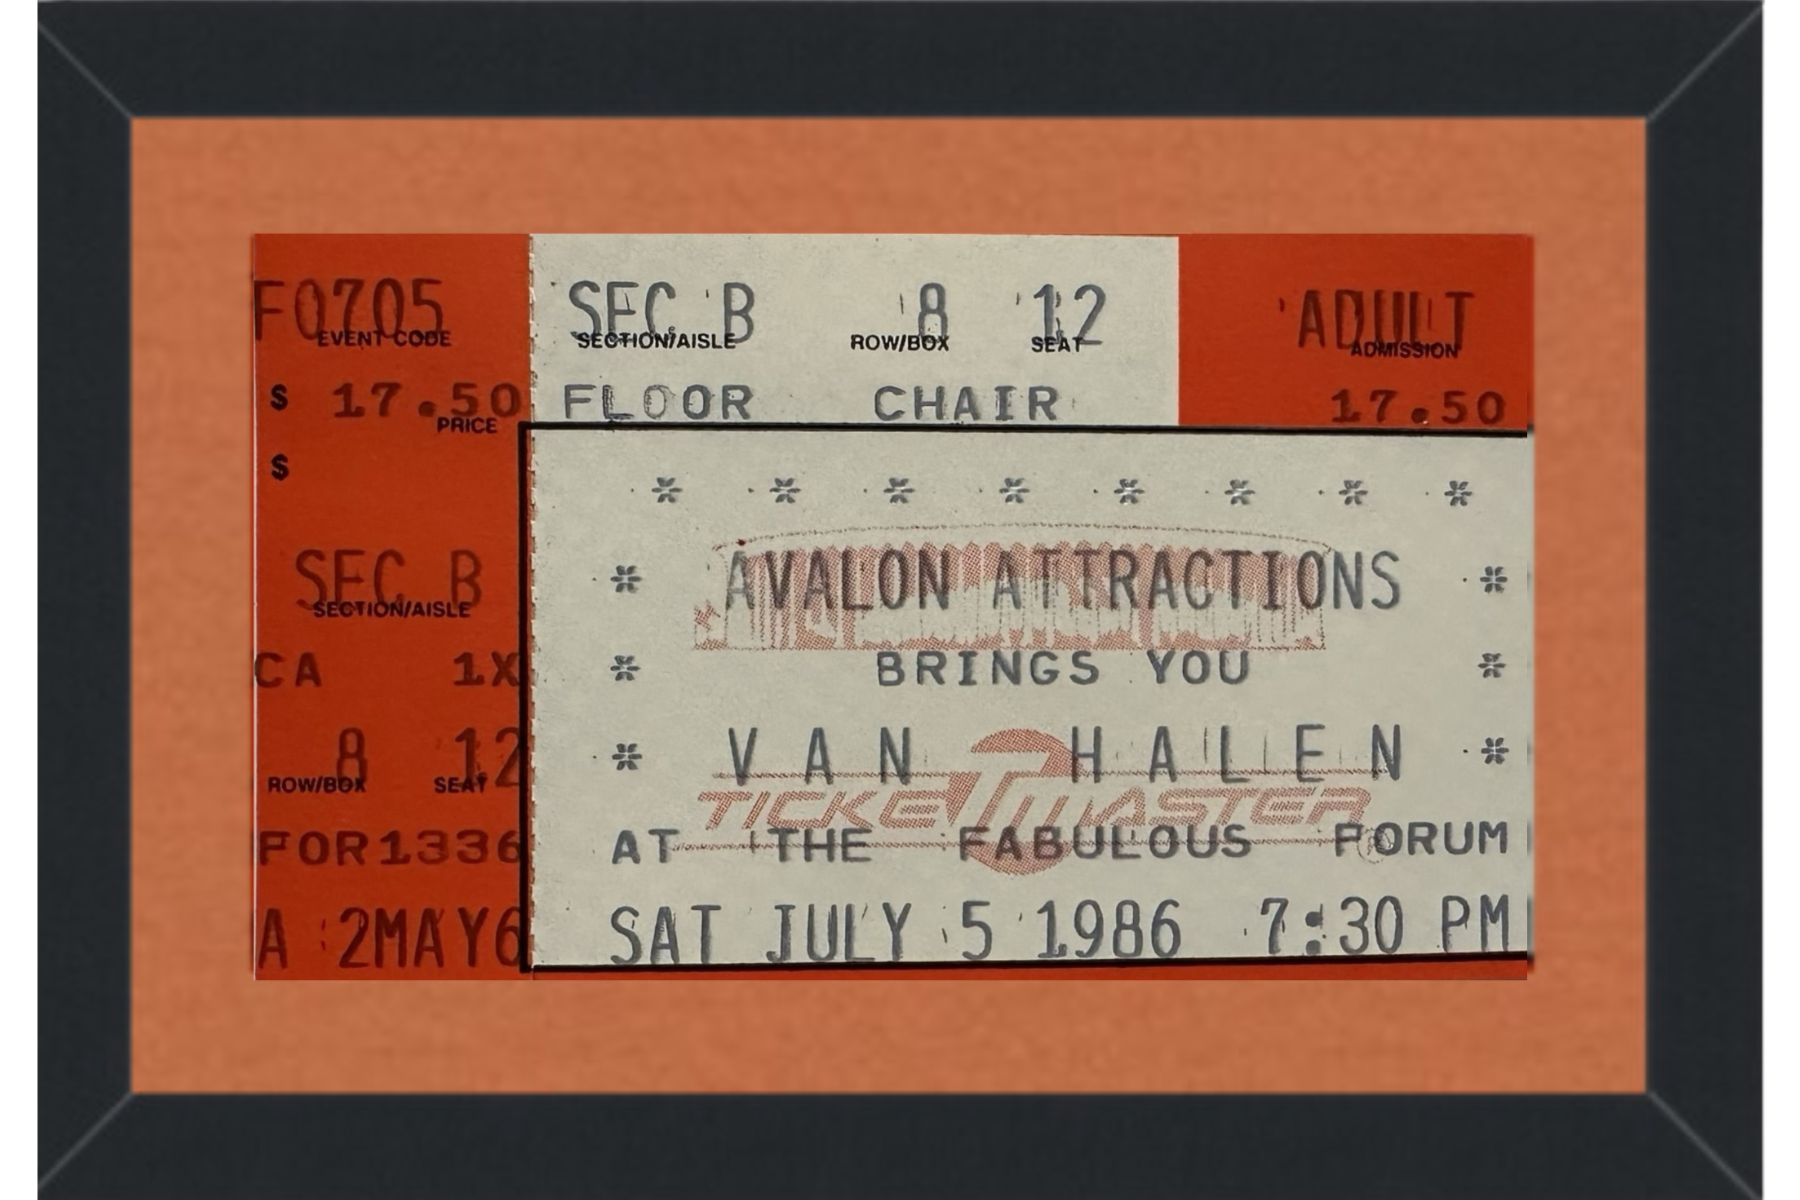 F0705 SEC B 8 12 ADULT
EVENT CODE SECTION/AISLE ROW/BOX SEAT ADMISSION
$ 17.50 FLOOR CHAIR 17.50
PRICE
$
* * * * * * * *
* AVALON ATTRACTIONS *
SEC B
SECTION/AISLE
CA 1X * BRINGS YOU *
8 12 * VAN HALEN *
ROW/BOX SEAT
TICKETMASTER
FOR1336 AT THE FABULOUS FORUM
A 2MAY6 SAT JULY 5 1986 7:30 PM